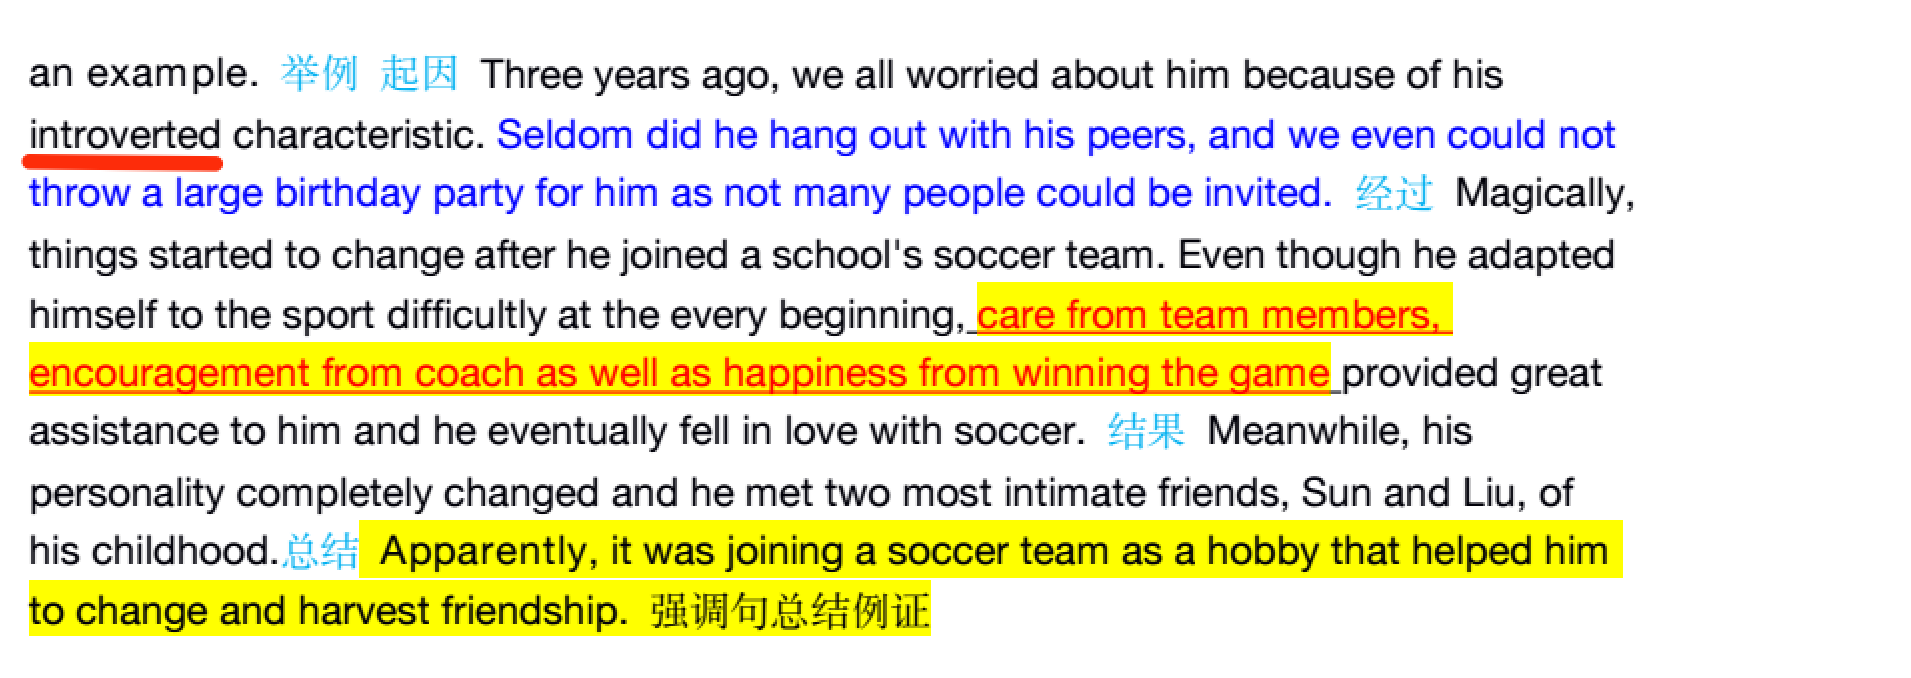 an example. 举例 起因 Three years ago, we all worried about him because of his
introverted characteristic. Seldom did he hang out with his peers, and we even could not
throw a large birthday party for him as not many people could be invited. 经过 Magically,
things started to change after he joined a school's soccer team. Even though he adapted
himself to the sport difficultly at the every beginning, care from team members,
encouragement from coach as well as happiness from winning the game provided great
assistance to him and he eventually fell in love with soccer. 结果 Meanwhile, his
personality completely changed and he met two most intimate friends, Sun and Liu, of
his childhood.总结 Apparently, it was joining a soccer team as a hobby that helped him
to change and harvest friendship. 强调句总结例证